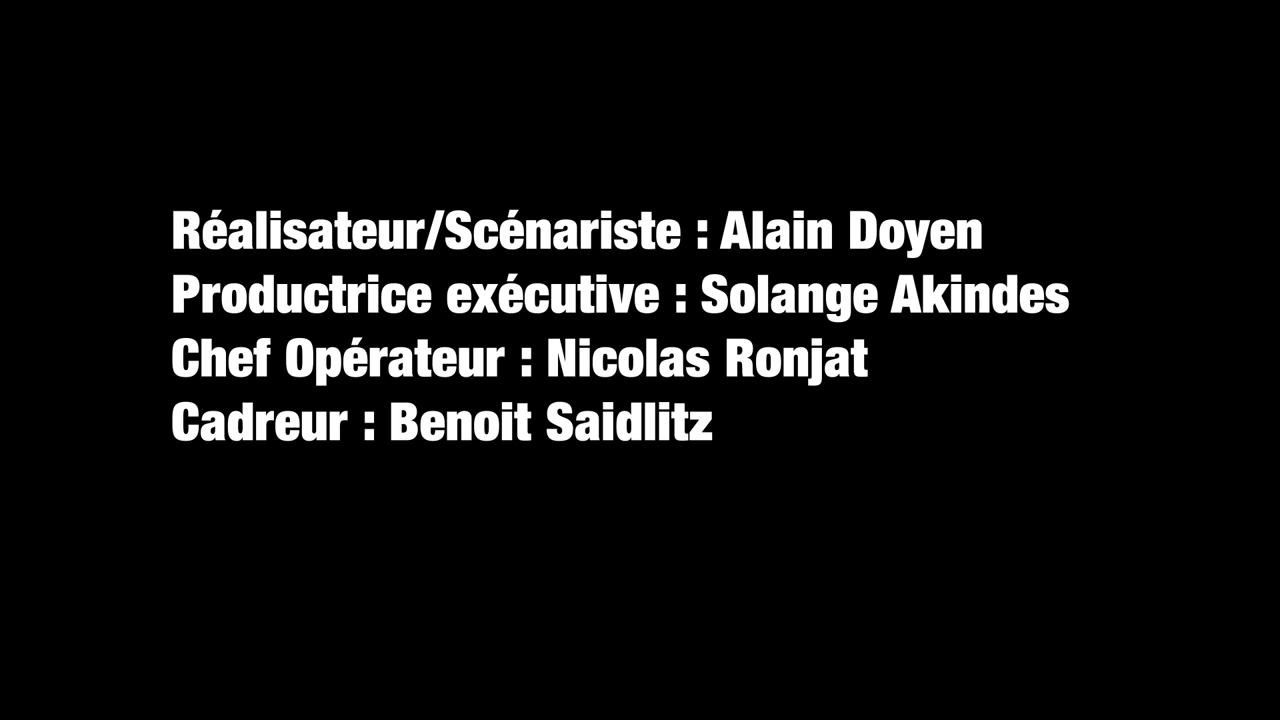 Réalisateur/Scénariste : Alain Doyen
Productrice exécutive : Solange Akindes
Chef Opérateur : Nicolas Ronjat
Cadreur : Benoit Saidlitz